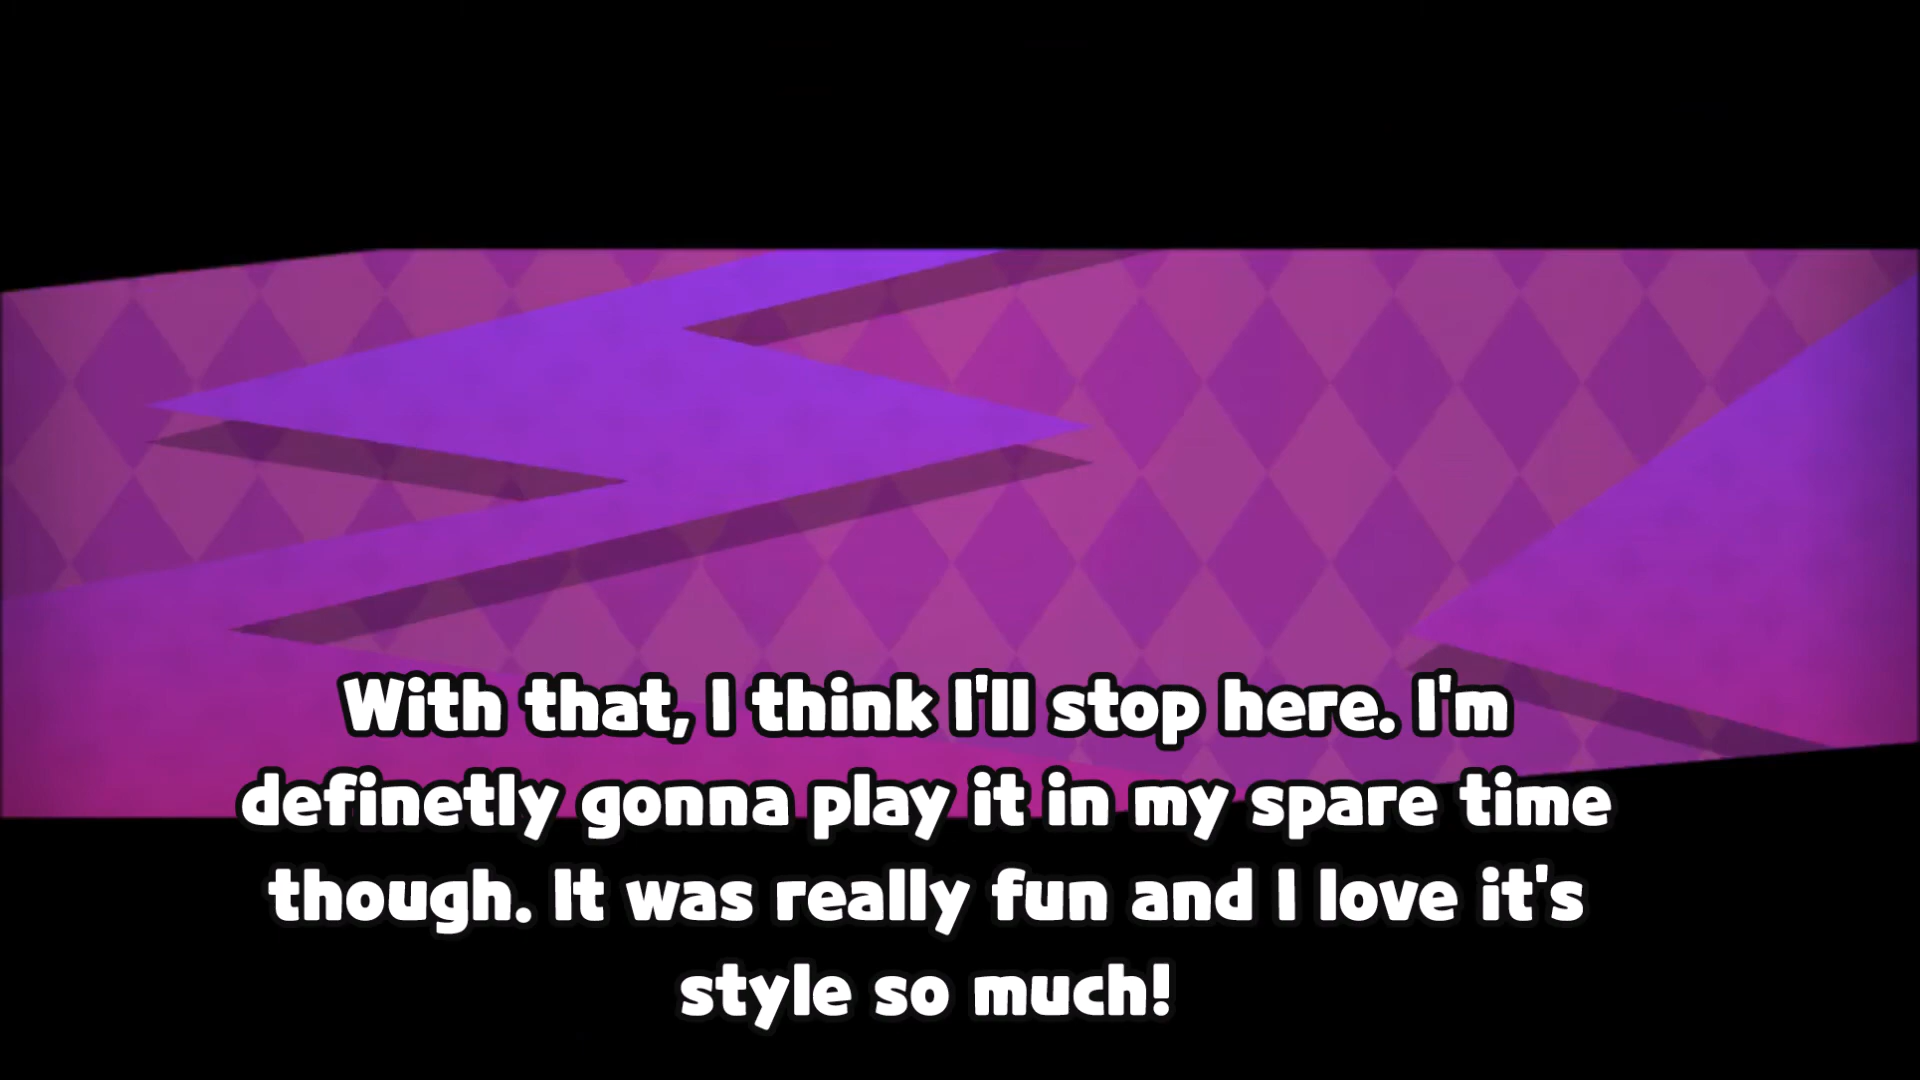 With that, I think I'll stop here. I'm
definetly gonna play it in my spare time
though. It was really fun and I love it's
style so much!